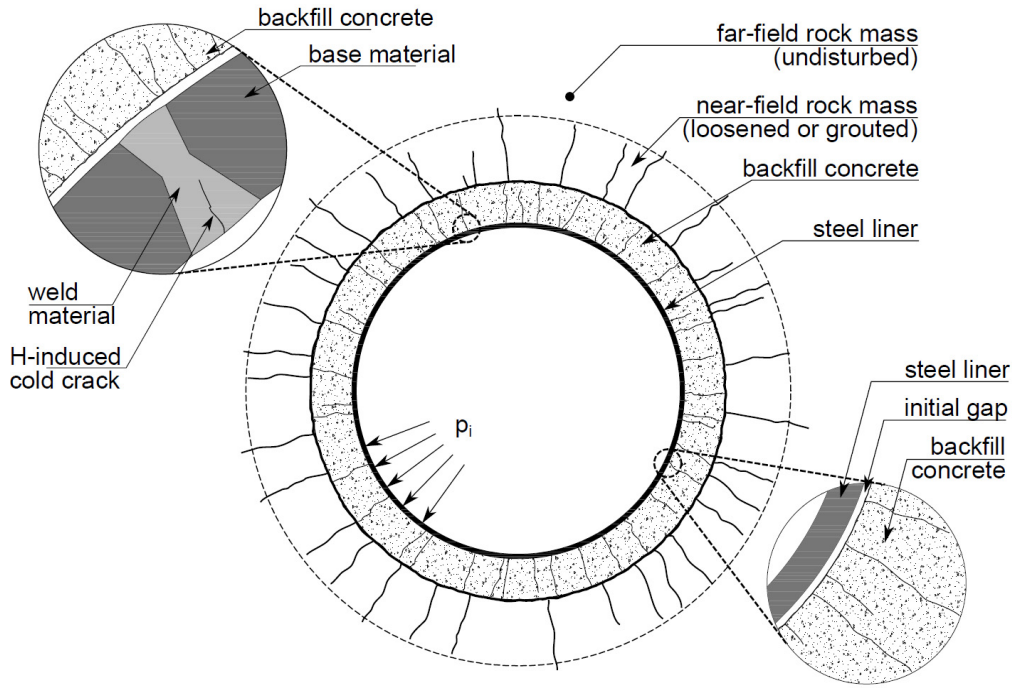 backfill concrete
base material
far-field rock mass
(undisturbed)
near-field rock mass
(loosened or grouted)
backfill concrete
steel liner
weld
material
H-induced
cold crack
pi
steel liner
initial gap
backfill
concrete